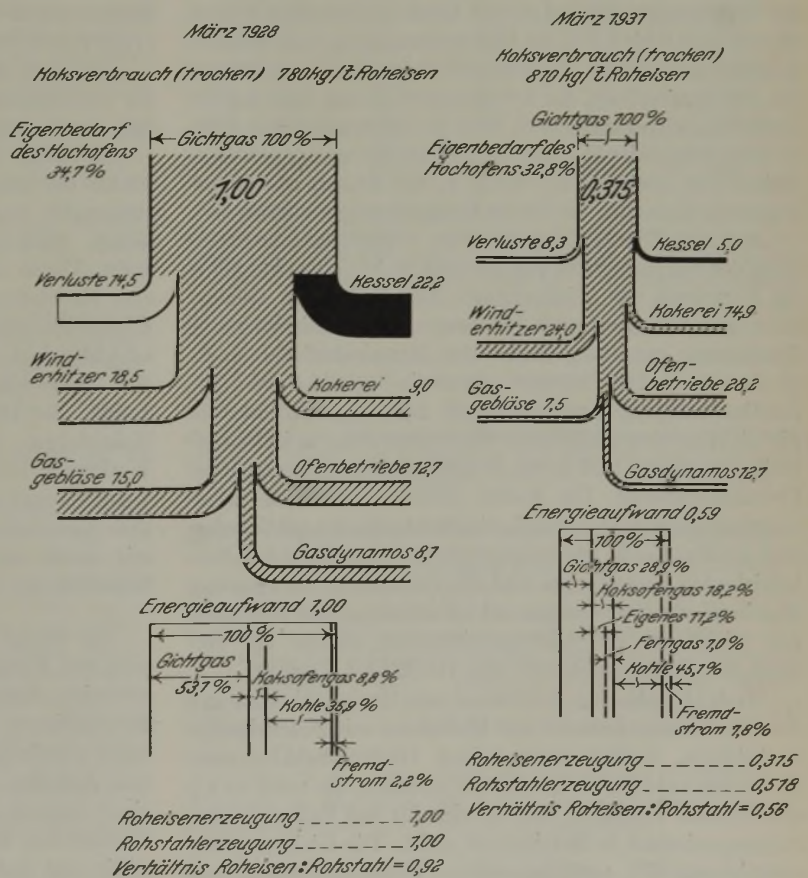 März 1928
Koksverbrauch (trocken) 780 kg/t Roheisen
Eigenbedarf
des Hochofens
34,7 %
Gichtgas 100 %
1,00
Verluste 14,5
Kessel 22,2
Wind-
erhitzer 18,5
Kokerei 9,0
Gas-
gebläse 15,0
Ofenbetriebe 12,7
Gasdynamos 8,1
Energieaufwand 1,00
100 %
Gichtgas
53,1 %
Koksofengas 8,8 %
Kohle 35,9 %
Fremd-
strom 2,2 %
Roheisenerzeugung 1,00
Rohstahlerzeugung 1,00
Verhältnis Roheisen : Rohstahl = 0,92
März 1931
Koksverbrauch (trocken)
810 kg/t Roheisen
Gichtgas 100 %
Eigenbedarf des
Hochofens 32,8 %
0,315
Verluste 8,3
Kessel 5,0
Wind-
erhitzer 24,0
Kokerei 14,9
Ofen-
betriebe 28,2
Gas-
gebläse 7,5
Gasdynamos 12,1
Energieaufwand 0,59
100 %
Gichtgas 28,9 %
Koksofengas 18,2 %
Eigenes 11,2 %
Ferngas 7,0 %
Kohle 45,1 %
Fremd-
strom 7,8 %
Roheisenerzeugung 0,315
Rohstahlerzeugung 0,518
Verhältnis Roheisen : Rohstahl = 0,56